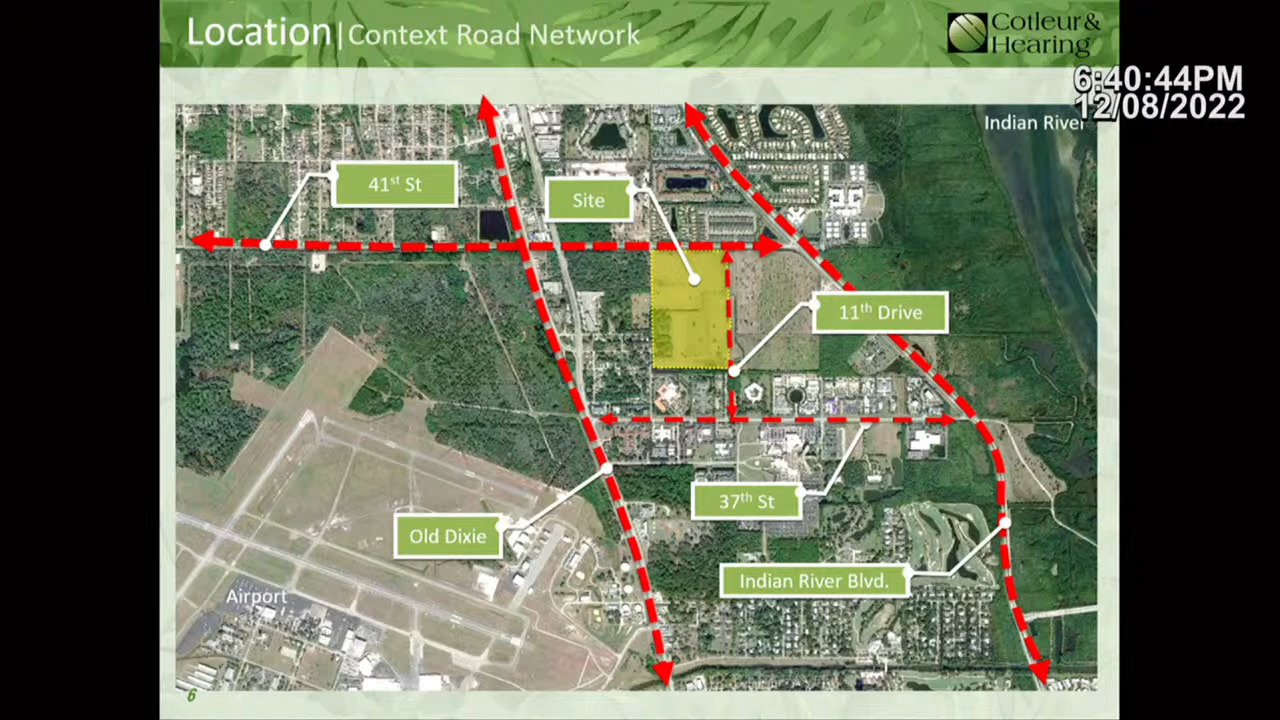 Location | Context Road Network
Cotleur&
Hearing
6:40:44PM
12/08/2022
Indian River
41st St
Site
11th Drive
37th St
Old Dixie
Indian River Blvd.
Airport
6